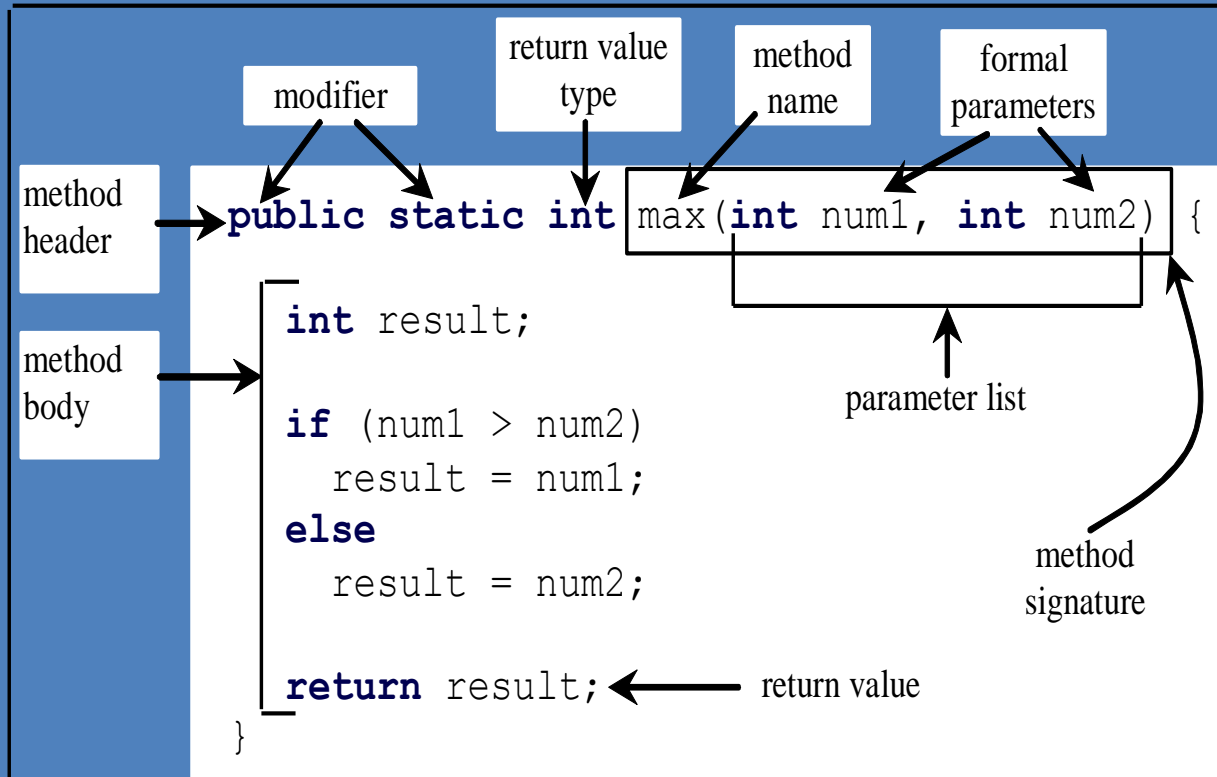 return value
type
method
name
formal
parameters
modifier
method
header
public static int max(int num1, int num2) {
int result;
method
body
parameter list
if (num1 > num2)
result = num1;
else
result = num2;
method
signature
return result;
return value
}